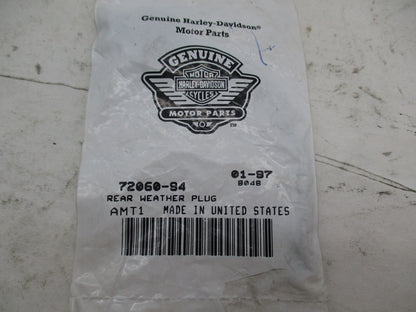 Genuine Harley-Davidson®
Motor Parts
GENUINE
MOTOR
HARLEY-DAVIDSON
CYCLES
MOTOR PARTS
72060-94 01-97
8048
REAR WEATHER PLUG
AMT1 MADE IN UNITED STATES